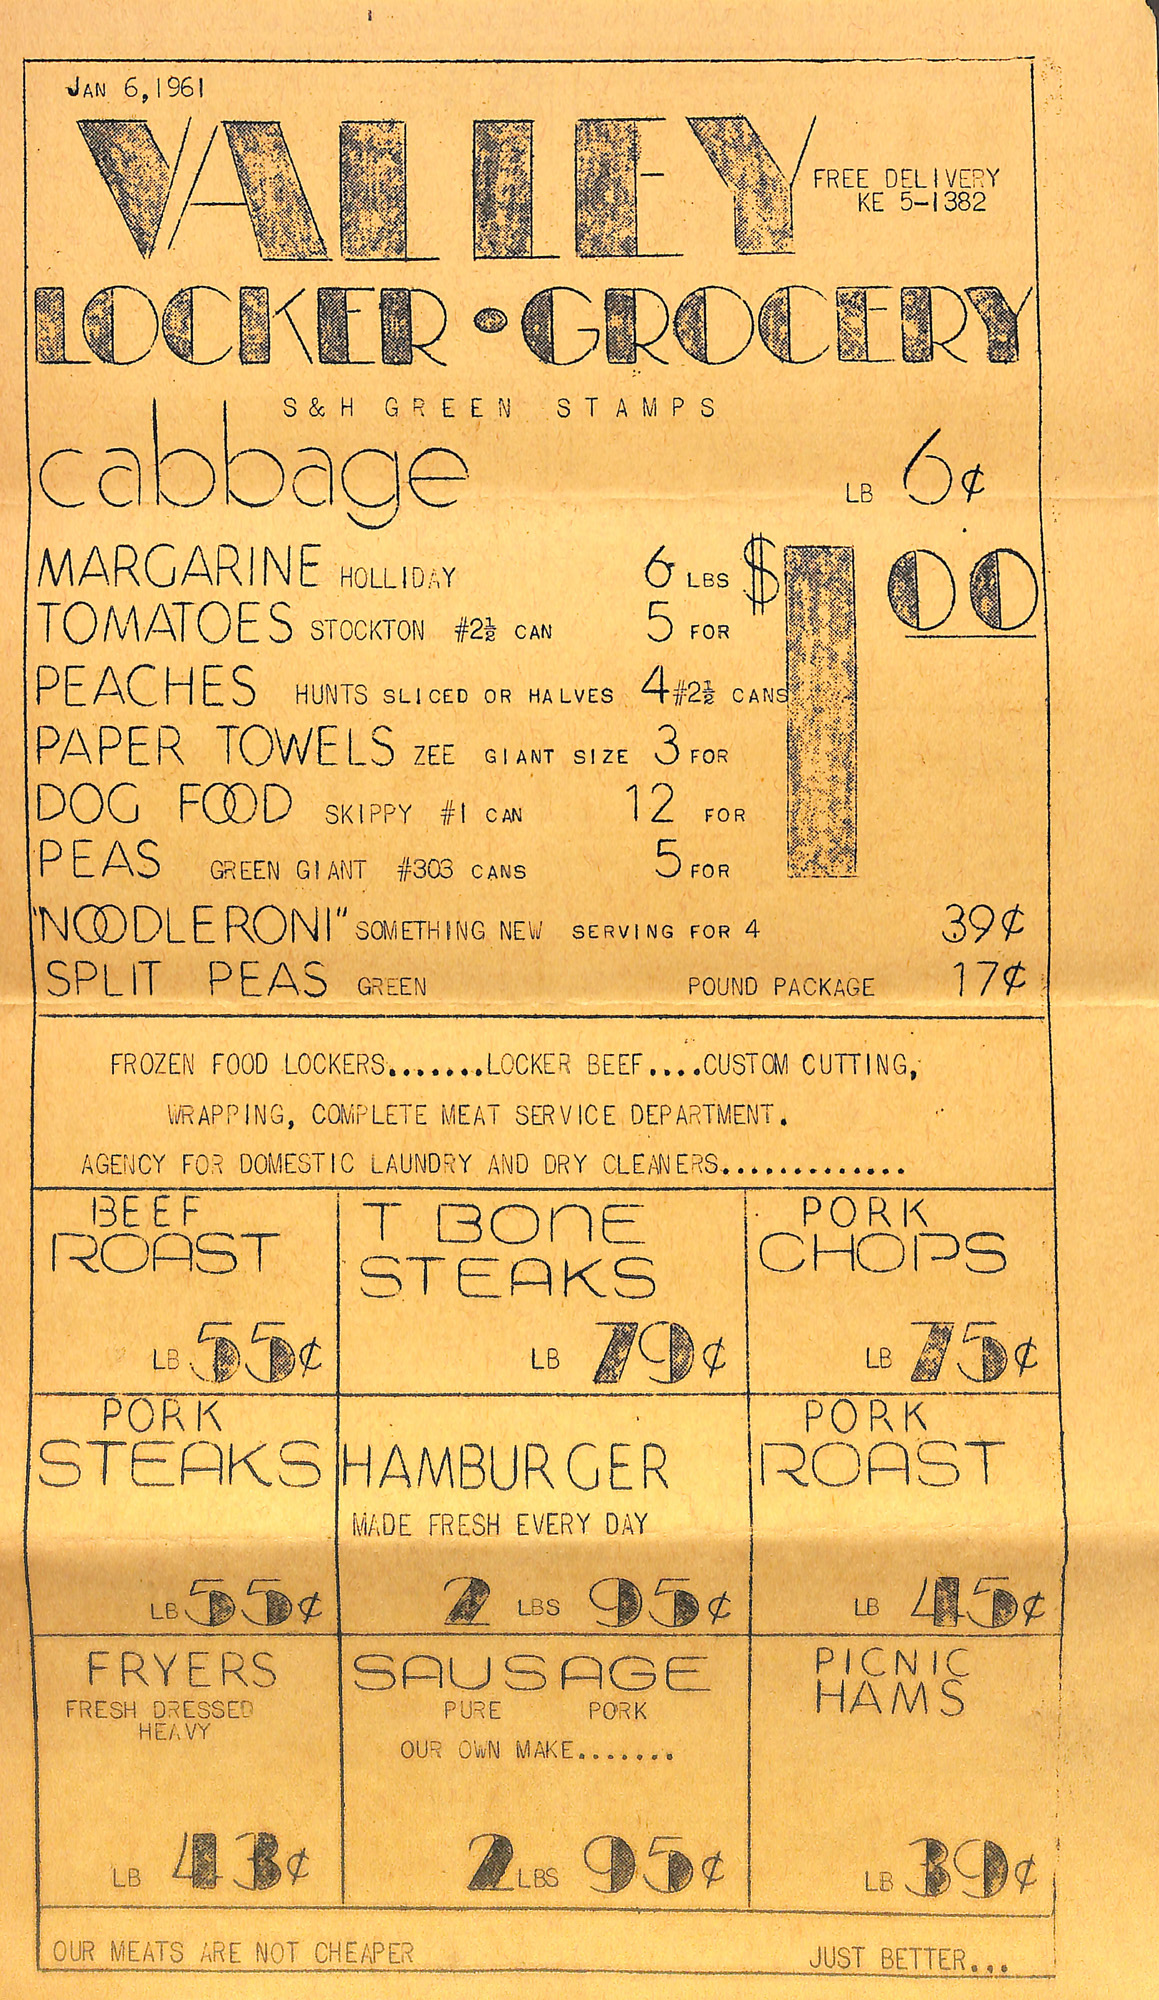 JAN 6, 1961
VALLEY
FREE DELIVERY
KE 5-1382
LOCKER • GROCERY
S&H GREEN STAMPS
cabbage LB 6¢
MARGARINE HOLLIDAY 6 LBS $1.00
TOMATOES STOCKTON #2½ CAN 5 FOR
PEACHES HUNTS SLICED OR HALVES 4 #2½ CANS
PAPER TOWELS ZEE GIANT SIZE 3 FOR
DOG FOOD SKIPPY #1 CAN 12 FOR
PEAS GREEN GIANT #303 CANS 5 FOR
"NOODLERONI" SOMETHING NEW SERVING FOR 4 39¢
SPLIT PEAS GREEN POUND PACKAGE 17¢
FROZEN FOOD LOCKERS.......LOCKER BEEF....CUSTOM CUTTING,
WRAPPING, COMPLETE MEAT SERVICE DEPARTMENT.
AGENCY FOR DOMESTIC LAUNDRY AND DRY CLEANERS.............
BEEF
ROAST
LB 55¢
T BONE
STEAKS
LB 79¢
PORK
CHOPS
LB 75¢
PORK
STEAKS
LB 55¢
HAMBURGER
MADE FRESH EVERY DAY
2 LBS 95¢
PORK
ROAST
LB 45¢
FRYERS
FRESH DRESSED
HEAVY
LB 43¢
SAUSAGE
PURE PORK
OUR OWN MAKE.......
2 LBS 95¢
PICNIC
HAMS
LB 39¢
OUR MEATS ARE NOT CHEAPER JUST BETTER...